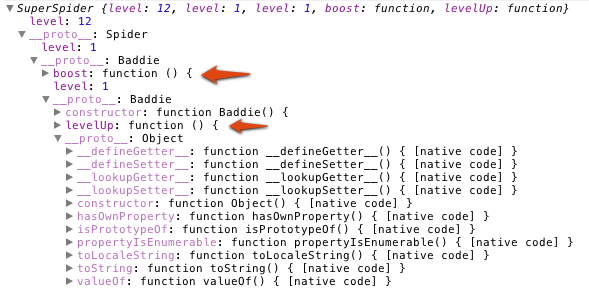 SuperSpider {level: 12, level: 1, level: 1, boost: function, levelUp: function}
level: 12
__proto__: Spider
level: 1
__proto__: Baddie
boost: function () {
level: 1
__proto__: Baddie
constructor: function Baddie() {
levelUp: function () {
__proto__: Object
__defineGetter__: function __defineGetter__() { [native code] }
__defineSetter__: function __defineSetter__() { [native code] }
__lookupGetter__: function __lookupGetter__() { [native code] }
__lookupSetter__: function __lookupSetter__() { [native code] }
constructor: function Object() { [native code] }
hasOwnProperty: function hasOwnProperty() { [native code] }
isPrototypeOf: function isPrototypeOf() { [native code] }
propertyIsEnumerable: function propertyIsEnumerable() { [native code] }
toLocaleString: function toLocaleString() { [native code] }
toString: function toString() { [native code] }
valueOf: function valueOf() { [native code] }